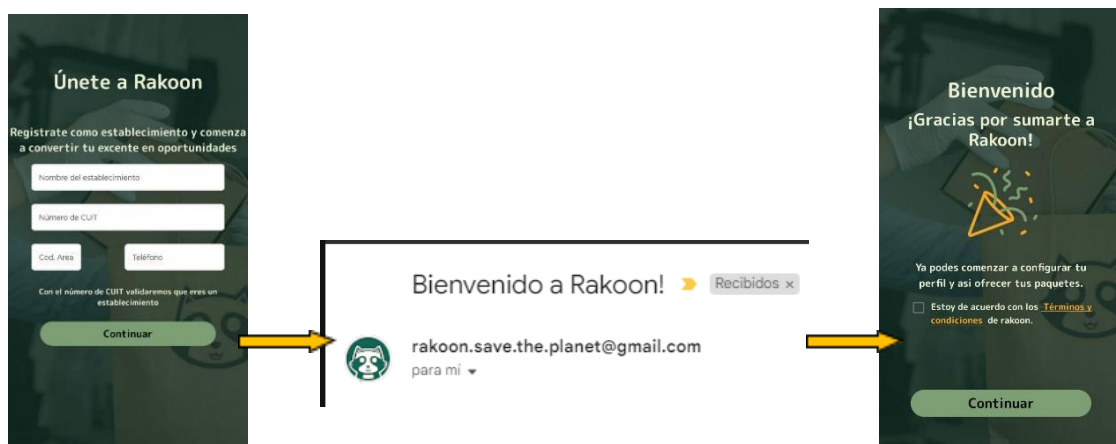 Únete a Rakoon
Registrate como establecimiento y comenza
a convertir tu excente en oportunidades
Nombre del establecimiento
Número de CUIT
Cod. Area
Teléfono
Con el número de CUIT validaremos que eres un
establecimiento
Continuar
Bienvenido a Rakoon!
Recibidos ×
rakoon.save.the.planet@gmail.com
para mí
Bienvenido
¡Gracias por sumarte a
Rakoon!
Ya podes comenzar a configurar tu
perfil y asi ofrecer tus paquetes.
Estoy de acuerdo con los Términos y
condiciones de rakoon.
Continuar